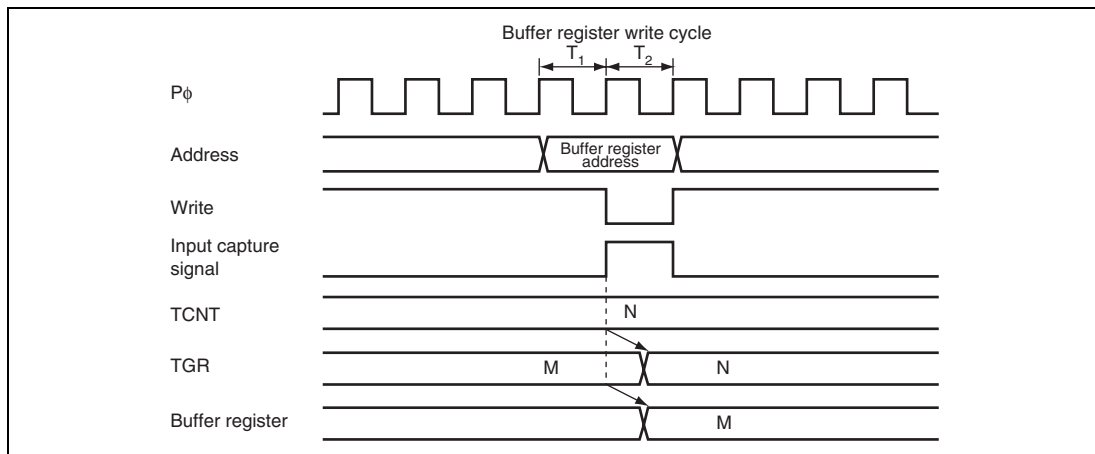 Buffer register write cycle
T1 T2
Pϕ
Address
Buffer register
address
Write
Input capture
signal
TCNT
N
TGR
M N
Buffer register
M